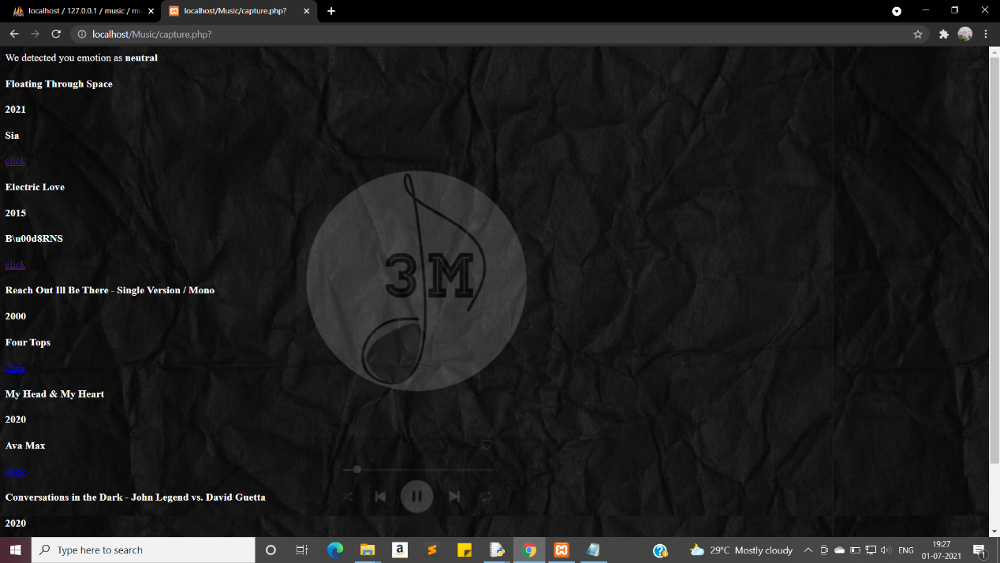 localhost / 127.0.0.1 / music / mu
localhost/Music/capture.php?
localhost/Music/capture.php?
We detected you emotion as neutral
Floating Through Space
2021
Sia
click
Electric Love
2015
B\u00d8RNS
click
Reach Out Ill Be There - Single Version / Mono
2000
Four Tops
click
My Head & My Heart
2020
Ava Max
click
Conversations in the Dark - John Legend vs. David Guetta
2020
3 M
Type here to search
29°C Mostly cloudy
ENG
19:27
01-07-2021
1